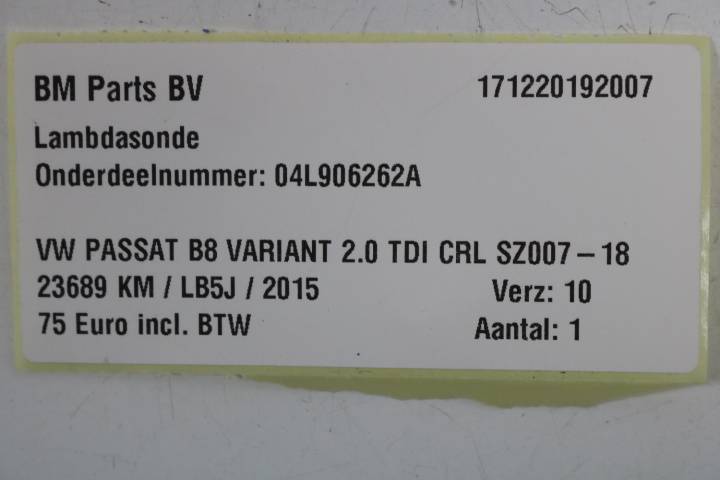 BM Parts BV 171220192007
Lambdasonde
Onderdeelnummer: 04L906262A
VW PASSAT B8 VARIANT 2.0 TDI CRL SZ007-18
23689 KM / LB5J / 2015 Verz: 10
75 Euro incl. BTW Aantal: 1